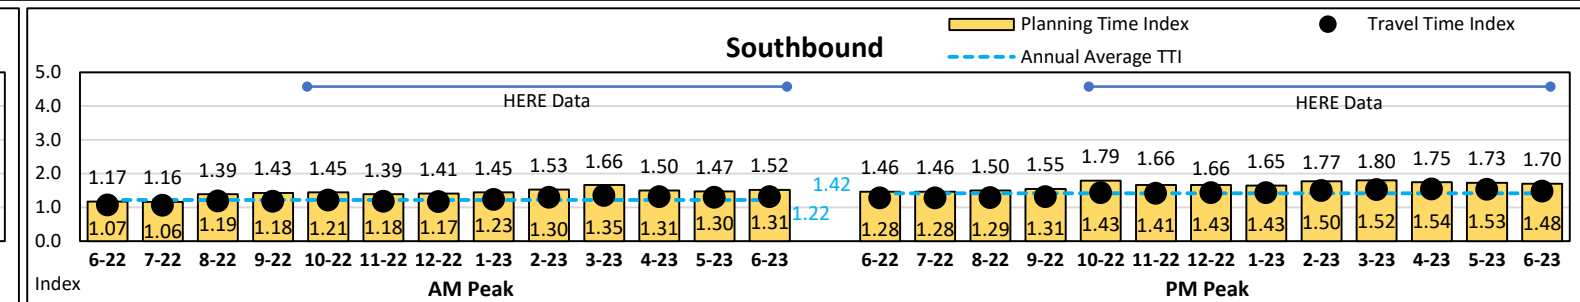 Planning Time Index
Travel Time Index
Southbound
Annual Average TTI
5.0
HERE Data
HERE Data
4.0
3.0
1.17 1.16 1.39 1.43 1.45 1.39 1.41 1.45 1.53 1.66 1.50 1.47 1.52
1.46 1.46 1.50 1.55 1.79 1.66 1.66 1.65 1.77 1.80 1.75 1.73 1.70
2.0
1.42
1.0
1.22
1.07 1.06 1.19 1.18 1.21 1.18 1.17 1.23 1.30 1.35 1.31 1.30 1.31
1.28 1.28 1.29 1.31 1.43 1.41 1.43 1.43 1.50 1.52 1.54 1.53 1.48
0.0
6-22 7-22 8-22 9-22 10-22 11-22 12-22 1-23 2-23 3-23 4-23 5-23 6-23
6-22 7-22 8-22 9-22 10-22 11-22 12-22 1-23 2-23 3-23 4-23 5-23 6-23
Index
AM Peak
PM Peak